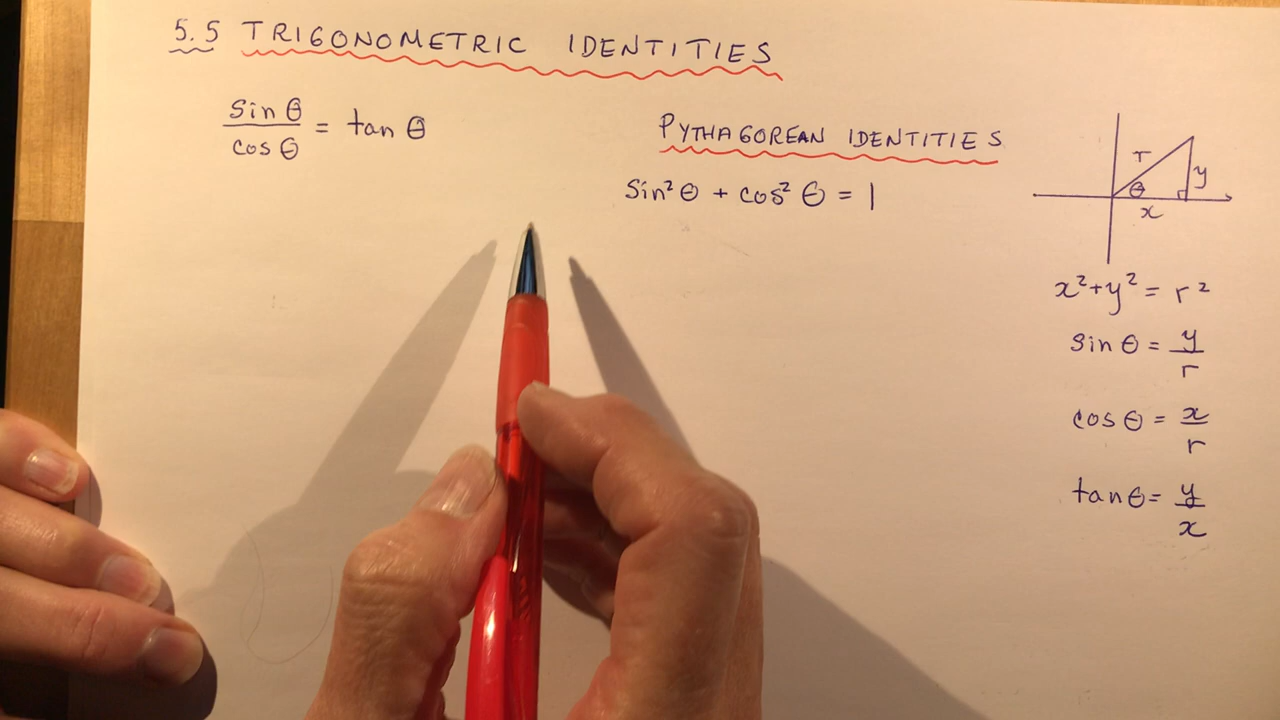 5.5 TRIGONOMETRIC IDENTITIES
sin θ / cos θ = tan θ
PYTHAGOREAN IDENTITIES
sin² θ + cos² θ = 1
r
y
θ
x
x² + y² = r²
sin θ = y / r
cos θ = x / r
tan θ = y / x